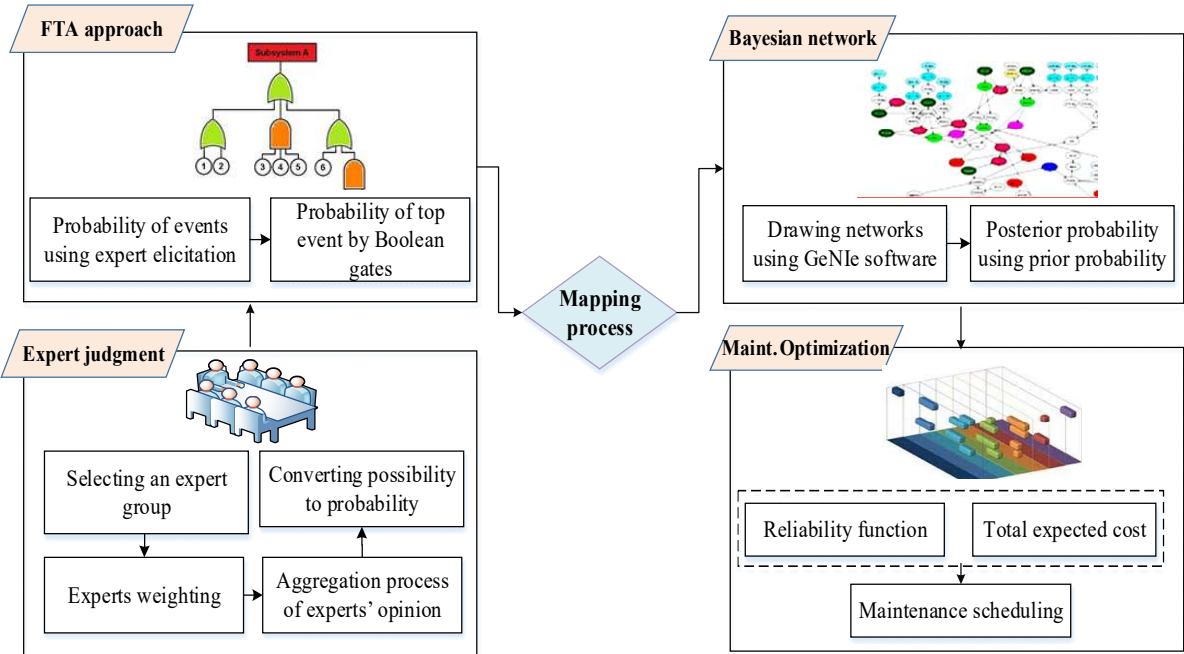 FTA approach
Subsystem A
1
2
3
4
5
6
Probability of events
using expert elicitation
Probability of top
event by Boolean
gates
Expert judgment
Selecting an expert
group
Converting possibility
to probability
Experts weighting
Aggregation process
of experts’ opinion
Mapping
process
Bayesian network
Drawing networks
using GeNIe software
Posterior probability
using prior probability
Maint. Optimization
Reliability function
Total expected cost
Maintenance scheduling